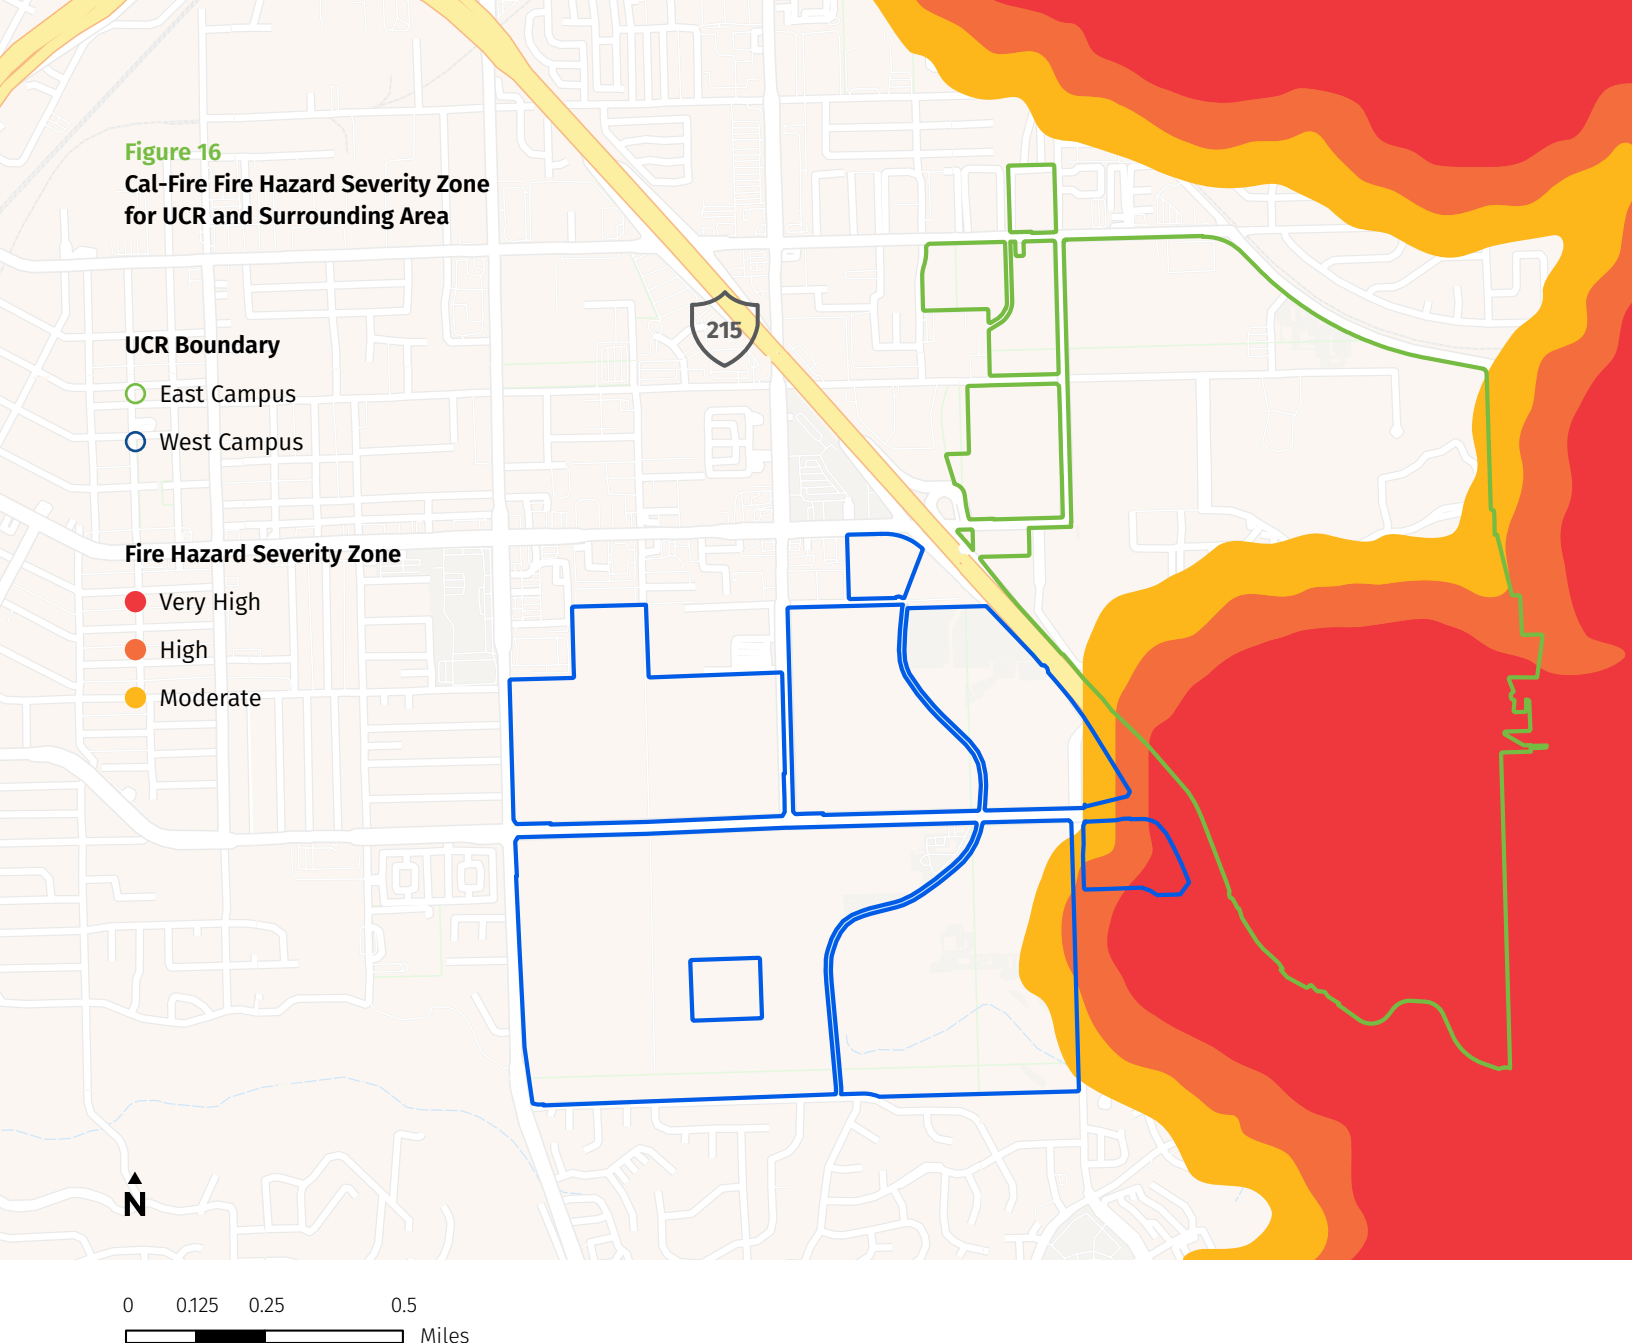 Figure 16
Cal-Fire Fire Hazard Severity Zone
for UCR and Surrounding Area
215
UCR Boundary
East Campus
West Campus
Fire Hazard Severity Zone
Very High
High
Moderate
N
0 0.125 0.25 0.5
Miles